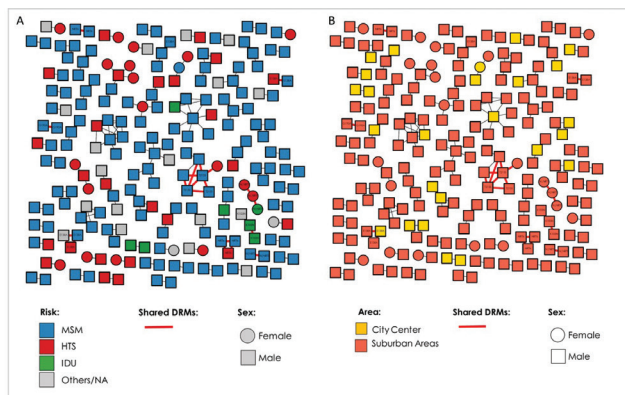 A
B
Risk:
Shared DRMs:
Sex:
MSM
HTS
IDU
Others/NA
Female
Male
Area:
Shared DRMs:
Sex:
City Center
Suburban Areas
Female
Male